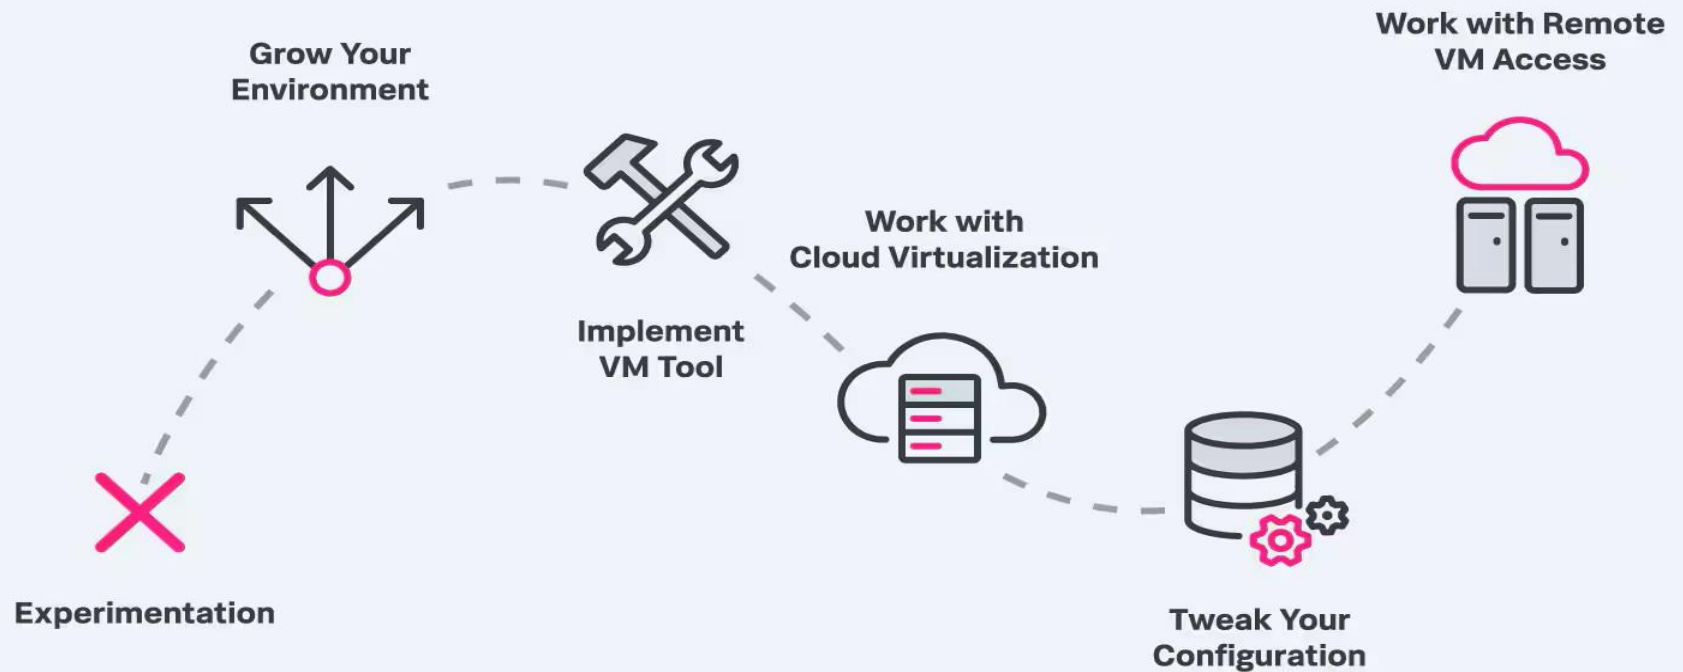 Grow Your
Environment
Work with Remote
VM Access
Work with
Cloud Virtualization
Implement
VM Tool
Experimentation
Tweak Your
Configuration